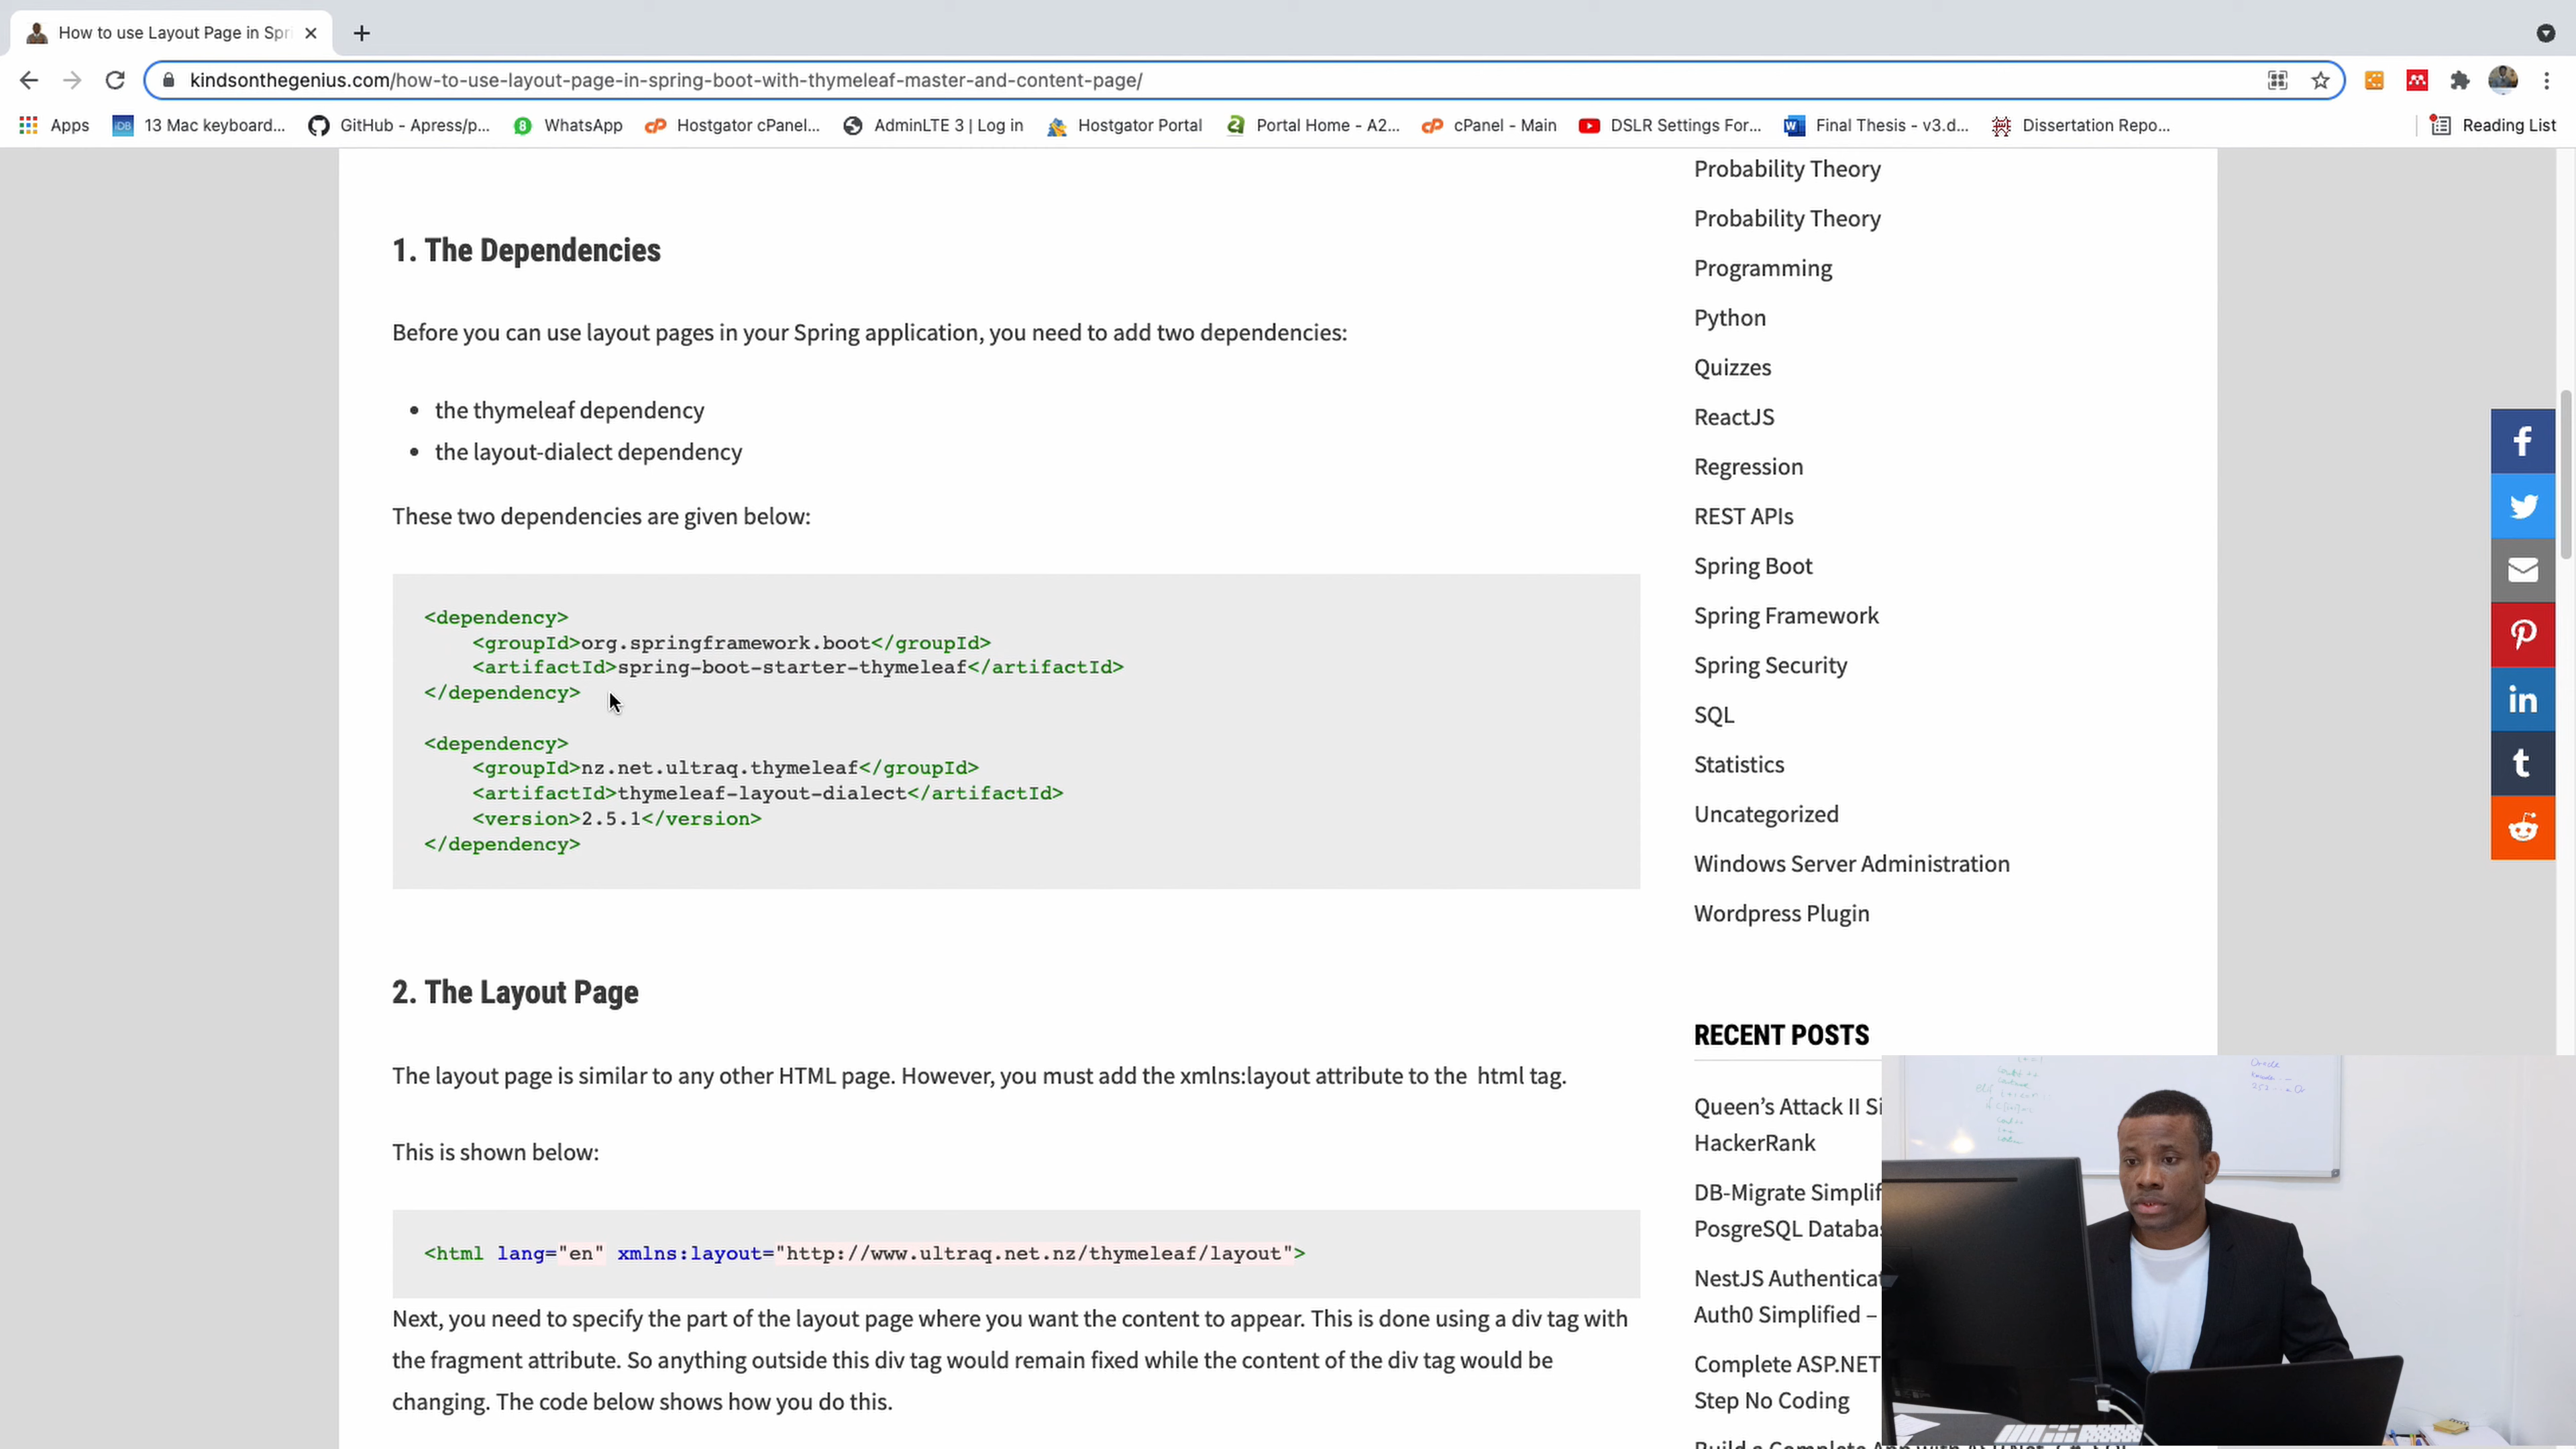 How to use Layout Page in Spri
kindsonthegenius.com/how-to-use-layout-page-in-spring-boot-with-thymeleaf-master-and-content-page/
Apps
13 Mac keyboard...
GitHub - Apress/p...
WhatsApp
Hostgator cPanel...
AdminLTE 3 | Log in
Hostgator Portal
Portal Home - A2...
cPanel - Main
DSLR Settings For...
Final Thesis - v3.d...
Dissertation Repo...
Reading List
1. The Dependencies
Before you can use layout pages in your Spring application, you need to add two dependencies:
• the thymeleaf dependency
• the layout-dialect dependency
These two dependencies are given below:
<dependency>
<groupId>org.springframework.boot</groupId>
<artifactId>spring-boot-starter-thymeleaf</artifactId>
</dependency>
<dependency>
<groupId>nz.net.ultraq.thymeleaf</groupId>
<artifactId>thymeleaf-layout-dialect</artifactId>
<version>2.5.1</version>
</dependency>
2. The Layout Page
The layout page is similar to any other HTML page. However, you must add the xmlns:layout attribute to the  html tag.
This is shown below:
<html lang="en" xmlns:layout="http://www.ultraq.net.nz/thymeleaf/layout">
Next, you need to specify the part of the layout page where you want the content to appear. This is done using a div tag with
the fragment attribute. So anything outside this div tag would remain fixed while the content of the div tag would be
changing. The code below shows how you do this.
Probability Theory
Probability Theory
Programming
Python
Quizzes
ReactJS
Regression
REST APIs
Spring Boot
Spring Framework
Spring Security
SQL
Statistics
Uncategorized
Windows Server Administration
Wordpress Plugin
RECENT POSTS
Queen's Attack II Si
HackerRank
DB-Migrate Simplif
PosgreSQL Databas
NestJS Authenticat
Auth0 Simplified –
Complete ASP.NET
Step No Coding